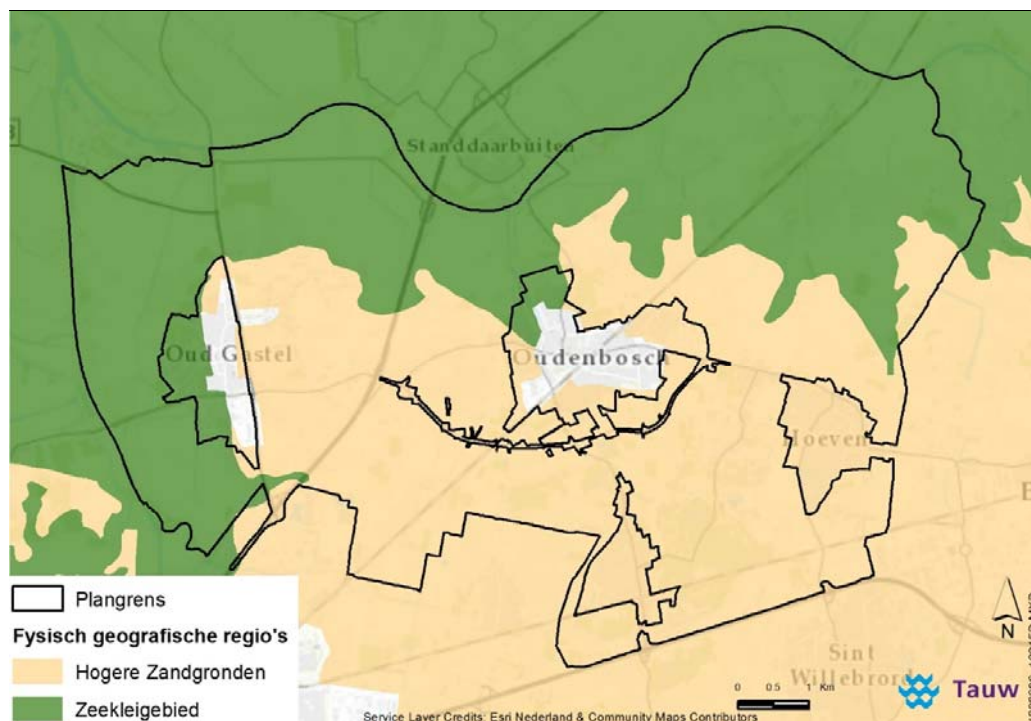 Standdaarbuiten
Oud Gastel
Oudenbosch
Hoeven
Sint
Willebrord
Plangrens
Fysisch geografische regio's
Hogere Zandgronden
Zeekleigebied
N
0 0.5 1 Km
Tauw
Service Layer Credits: Esri Nederland & Community Maps Contributors